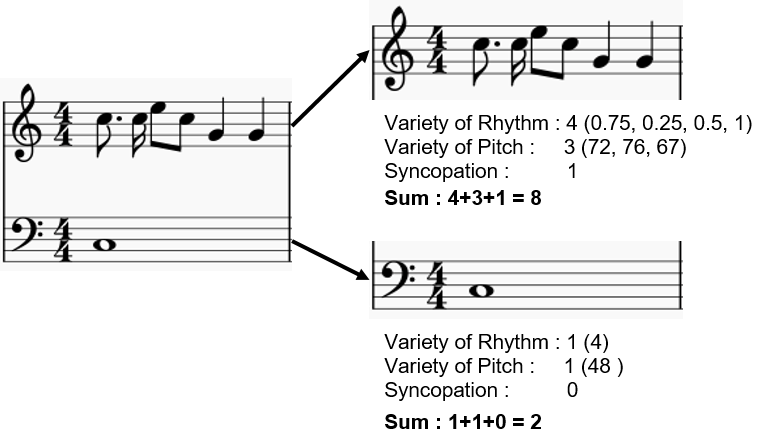 4
4
4
4
Variety of Rhythm : 4 (0.75, 0.25, 0.5, 1)
Variety of Pitch : 3 (72, 76, 67)
Syncopation : 1
Sum : 4+3+1 = 8
4
4
4
4
Variety of Rhythm : 1 (4)
Variety of Pitch : 1 (48 )
Syncopation : 0
Sum : 1+1+0 = 2